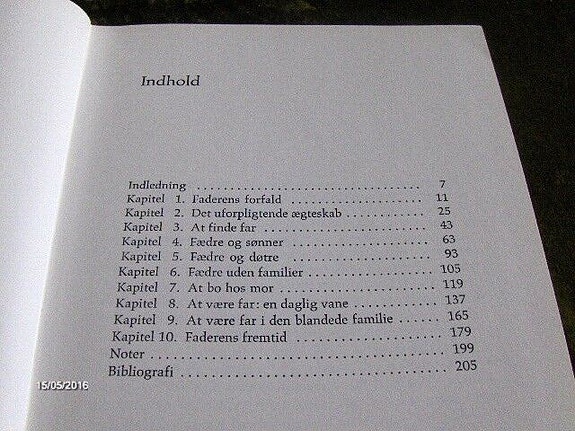 Indhold
Indledning . . . . . . . . . . . . . . . . . . . . . . . . . . . . . . . . . . 7
Kapitel 1. Faderens forfald . . . . . . . . . . . . . . . . . . . . . . 11
Kapitel 2. Det uforpligtende ægteskab . . . . . . . . . . . . 25
Kapitel 3. At finde far . . . . . . . . . . . . . . . . . . . . . . . . . . 43
Kapitel 4. Fædre og sønner . . . . . . . . . . . . . . . . . . . . . . 63
Kapitel 5. Fædre og døtre . . . . . . . . . . . . . . . . . . . . . . . 93
Kapitel 6. Fædre uden familier . . . . . . . . . . . . . . . . . . . 105
Kapitel 7. At bo hos mor . . . . . . . . . . . . . . . . . . . . . . . . 119
Kapitel 8. At være far: en daglig vane . . . . . . . . . . . . . 137
Kapitel 9. At være far i den blandede familie . . . . . . . 165
Kapitel 10. Faderens fremtid . . . . . . . . . . . . . . . . . . . . . 179
Noter . . . . . . . . . . . . . . . . . . . . . . . . . . . . . . . . . . . . . . . 199
Bibliografi . . . . . . . . . . . . . . . . . . . . . . . . . . . . . . . . . . . 205
15/05/2016